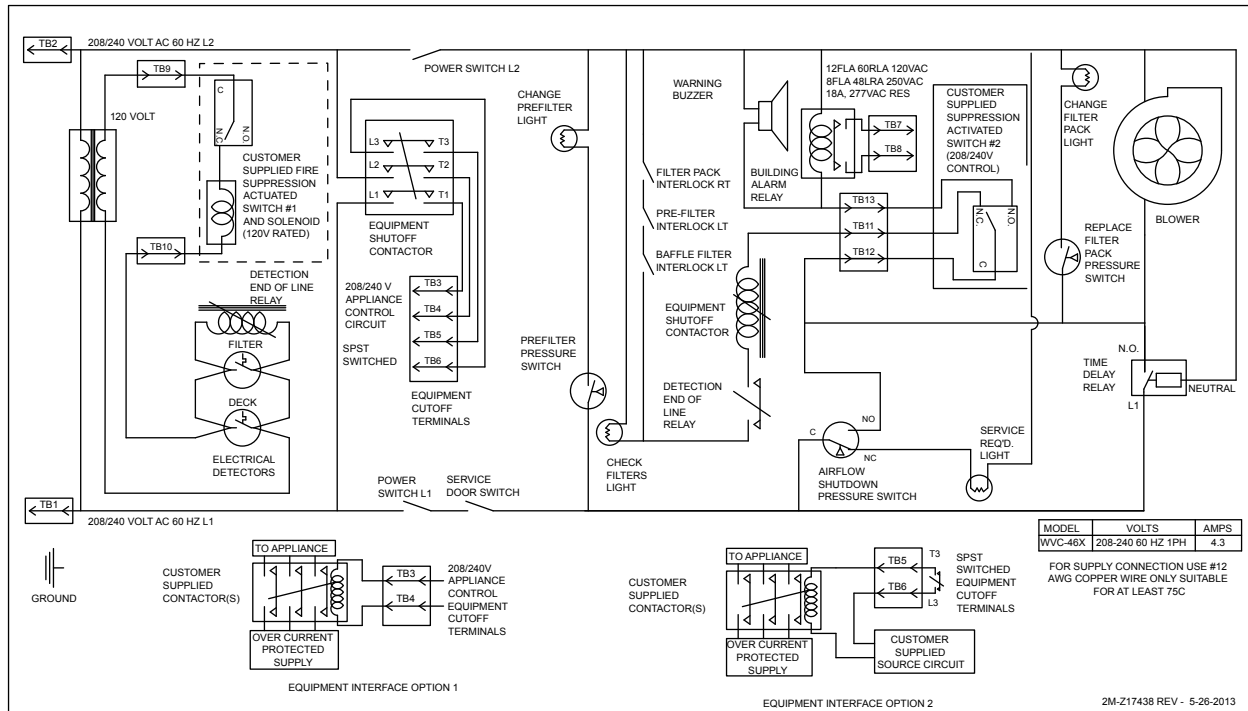 TB2
208/240 VOLT AC 60 HZ L2
TB9
C
N.C.
N.O.
120 VOLT
CUSTOMER
SUPPLIED FIRE
SUPPRESSION
ACTUATED
SWITCH #1
AND SOLENOID
(120V RATED)
TB10
DETECTION
END OF LINE
RELAY
FILTER
DECK
ELECTRICAL
DETECTORS
TB1
208/240 VOLT AC 60 HZ L1
POWER SWITCH L2
L3
T3
L2
T2
L1
T1
EQUIPMENT
SHUTOFF
CONTACTOR
208/240 V
APPLIANCE
CONTROL
CIRCUIT
SPST
SWITCHED
TB3
TB4
TB5
TB6
EQUIPMENT
CUTOFF
TERMINALS
POWER
SWITCH L1
SERVICE
DOOR SWITCH
CHANGE
PREFILTER
LIGHT
PREFILTER
PRESSURE
SWITCH
CHECK
FILTERS
LIGHT
FILTER PACK
INTERLOCK RT
PRE-FILTER
INTERLOCK LT
BAFFLE FILTER
INTERLOCK LT
WARNING
BUZZER
12FLA 60RLA 120VAC
8FLA 48LRA 250VAC
18A, 277VAC RES
TB7
TB8
BUILDING
ALARM
RELAY
CUSTOMER
SUPPLIED
SUPPRESSION
ACTIVATED
SWITCH #2
(208/240V
CONTROL)
TB13
TB11
TB12
N.C.
N.O.
C
EQUIPMENT
SHUTOFF
CONTACTOR
DETECTION
END OF
LINE
RELAY
NO
C
NC
AIRFLOW
SHUTDOWN
PRESSURE SWITCH
SERVICE
REQ'D.
LIGHT
CHANGE
FILTER
PACK
LIGHT
BLOWER
REPLACE
FILTER
PACK
PRESSURE
SWITCH
N.O.
TIME
DELAY
RELAY
NEUTRAL
L1
MODEL VOLTS AMPS
WVC-46X 208-240 60 HZ 1PH 4.3
FOR SUPPLY CONNECTION USE #12
AWG COPPER WIRE ONLY SUITABLE
FOR AT LEAST 75C
GROUND
TO APPLIANCE
CUSTOMER
SUPPLIED
CONTACTOR(S)
OVER CURRENT
PROTECTED
SUPPLY
TB3
TB4
208/240V
APPLIANCE
CONTROL
EQUIPMENT
CUTOFF
TERMINALS
EQUIPMENT INTERFACE OPTION 1
TO APPLIANCE
CUSTOMER
SUPPLIED
CONTACTOR(S)
OVER CURRENT
PROTECTED
SUPPLY
TB5
TB6
T3
L3
SPST
SWITCHED
EQUIPMENT
CUTOFF
TERMINALS
CUSTOMER
SUPPLIED
SOURCE CIRCUIT
EQUIPMENT INTERFACE OPTION 2
2M-Z17438 REV - 5-26-2013